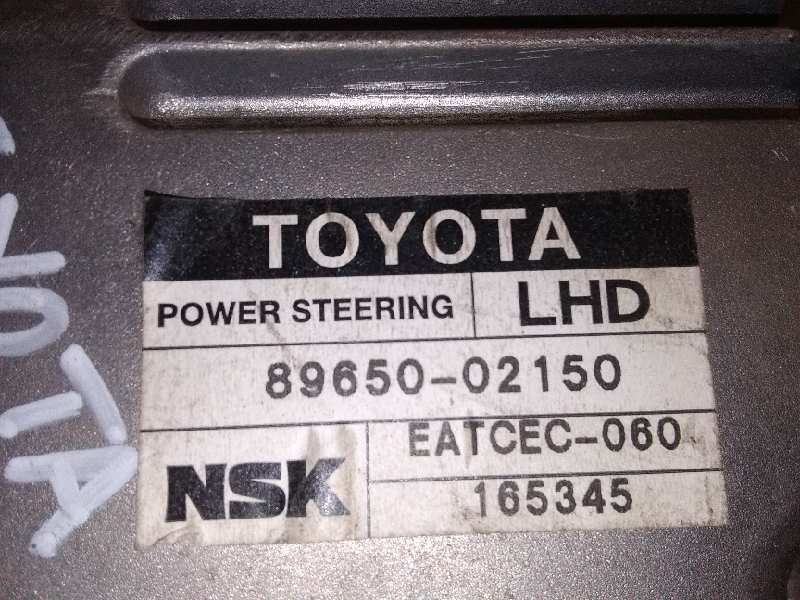 TOYOTA
POWER STEERING LHD
89650-02150
EATCEC-060
NSK
165345